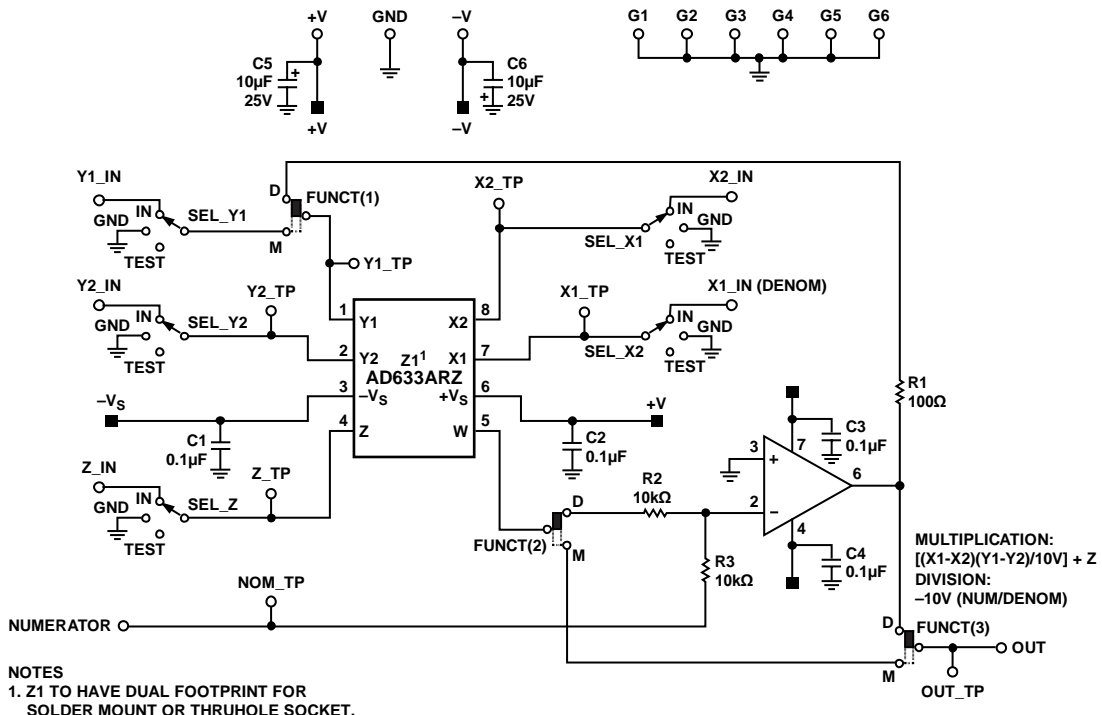 +V
GND
–V
G1 G2 G3 G4 G5 G6
C5
10µF
25V
+
C6
10µF
25V
+
+V
–V
Y1_IN
IN
GND
SEL_Y1
TEST
D
FUNCT(1)
M
Y1_TP
X2_TP
X2_IN
IN
GND
SEL_X1
TEST
Y2_IN
IN
GND
SEL_Y2
TEST
Y2_TP
X1_TP
X1_IN (DENOM)
IN
GND
SEL_X2
TEST
1 Y1
X2 8
2 Y2
X1 7
Z1¹
AD633ARZ
3 –VS
+VS 6
4 Z
W 5
–VS
C1
0.1µF
+V
C2
0.1µF
R1
100Ω
C3
0.1µF
7
3
+
6
2
–
4
C4
0.1µF
Z_IN
IN
GND
SEL_Z
TEST
Z_TP
D
FUNCT(2)
M
R2
10kΩ
R3
10kΩ
MULTIPLICATION:
[(X1-X2)(Y1-Y2)/10V] + Z
DIVISION:
–10V (NUM/DENOM)
NOM_TP
NUMERATOR
D
FUNCT(3)
M
OUT
OUT_TP
NOTES
1. Z1 TO HAVE DUAL FOOTPRINT FOR
SOLDER MOUNT OR THRUHOLE SOCKET.